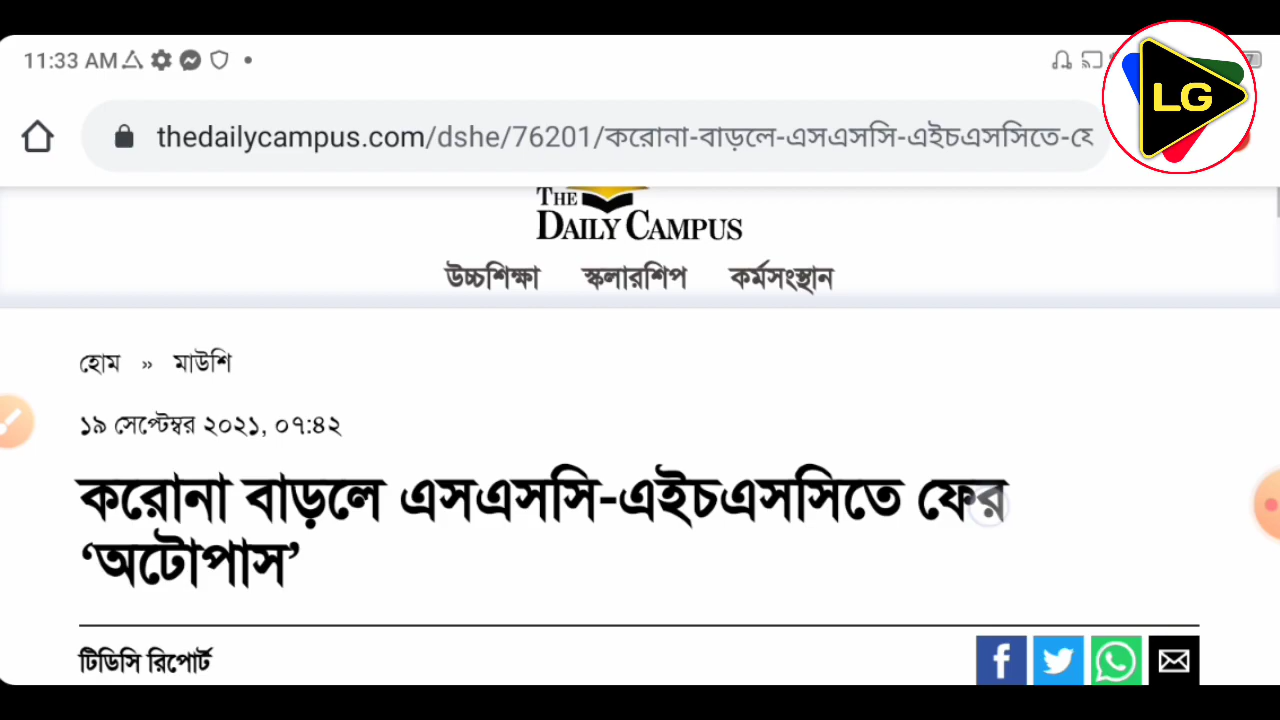 11:33 AM
LG
thedailycampus.com/dshe/76201/করোনা-বাড়লে-এসএসসি-এইচএসসিতে-ফে
THE
DAILY CAMPUS
উচ্চশিক্ষা স্কলারশিপ কর্মসংস্থান
হোম » মাউশি
১৯ সেপ্টেম্বর ২০২১, ০৭:৪২
করোনা বাড়লে এসএসসি-এইচএসসিতে ফের
‘অটোপাস’
টিডিসি রিপোর্ট